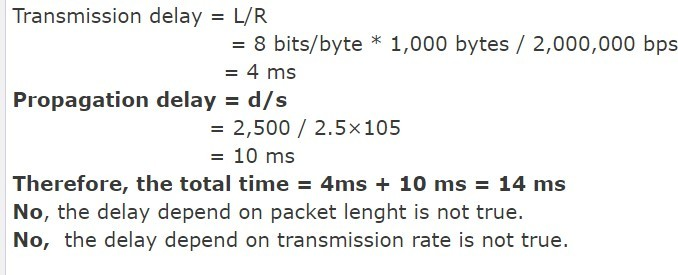 Transmission delay = L/R
= 8 bits/byte * 1,000 bytes / 2,000,000 bps
= 4 ms
Propagation delay = d/s
= 2,500 / 2.5×105
= 10 ms
Therefore, the total time = 4ms + 10 ms = 14 ms
No, the delay depend on packet lenght is not true.
No, the delay depend on transmission rate is not true.